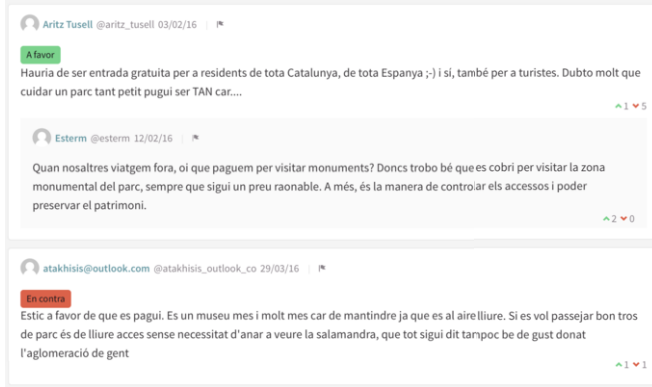 Aritz Tusell @aritz_tusell 03/02/16
A favor
Hauria de ser entrada gratuita per a residents de tota Catalunya, de tota Espanya ;-) i sí, també per a turistes. Dubto molt que
cuidar un parc tant petit pugui ser TAN car....
1 5
Esterm @esterm 12/02/16
Quan nosaltres viatgem fora, oi que paguem per visitar monuments? Doncs trobo bé que es cobri per visitar la zona
monumental del parc, sempre que sigui un preu raonable. A més, és la manera de controlar els accessos i poder
preservar el patrimoni.
2 0
atakhisis@outlook.com @atakhisis_outlook_co 29/03/16
En contra
Estic a favor de que es pagui. Es un museu mes i molt mes car de mantindre ja que es al aire lliure. Si es vol passejar bon tros
de parc és de lliure acces sense necessitat d'anar a veure la salamandra, que tot sigui dit tampoc be de gust donat
l'aglomeració de gent
1 1